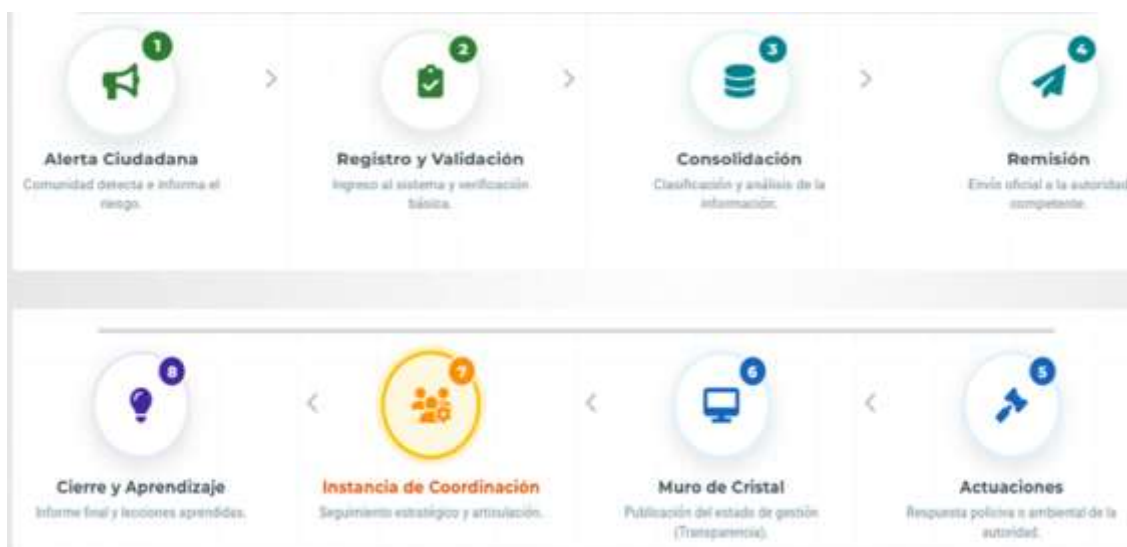 1
2
3
4
Alerta Ciudadana
Registro y Validación
Consolidación
Remisión
Comunidad detecta e informa el
riesgo.
Ingreso al sistema y verificación
básica.
Clasificación y análisis de la
información.
Envío oficial a la autoridad
competente.
8
7
6
5
Cierre y Aprendizaje
Instancia de Coordinación
Muro de Cristal
Actuaciones
Informe final y lecciones aprendidas.
Seguimiento estratégico y articulación.
Publicación del estado de gestión
(Transparencia).
Respuesta policiva o ambiental de la
autoridad.